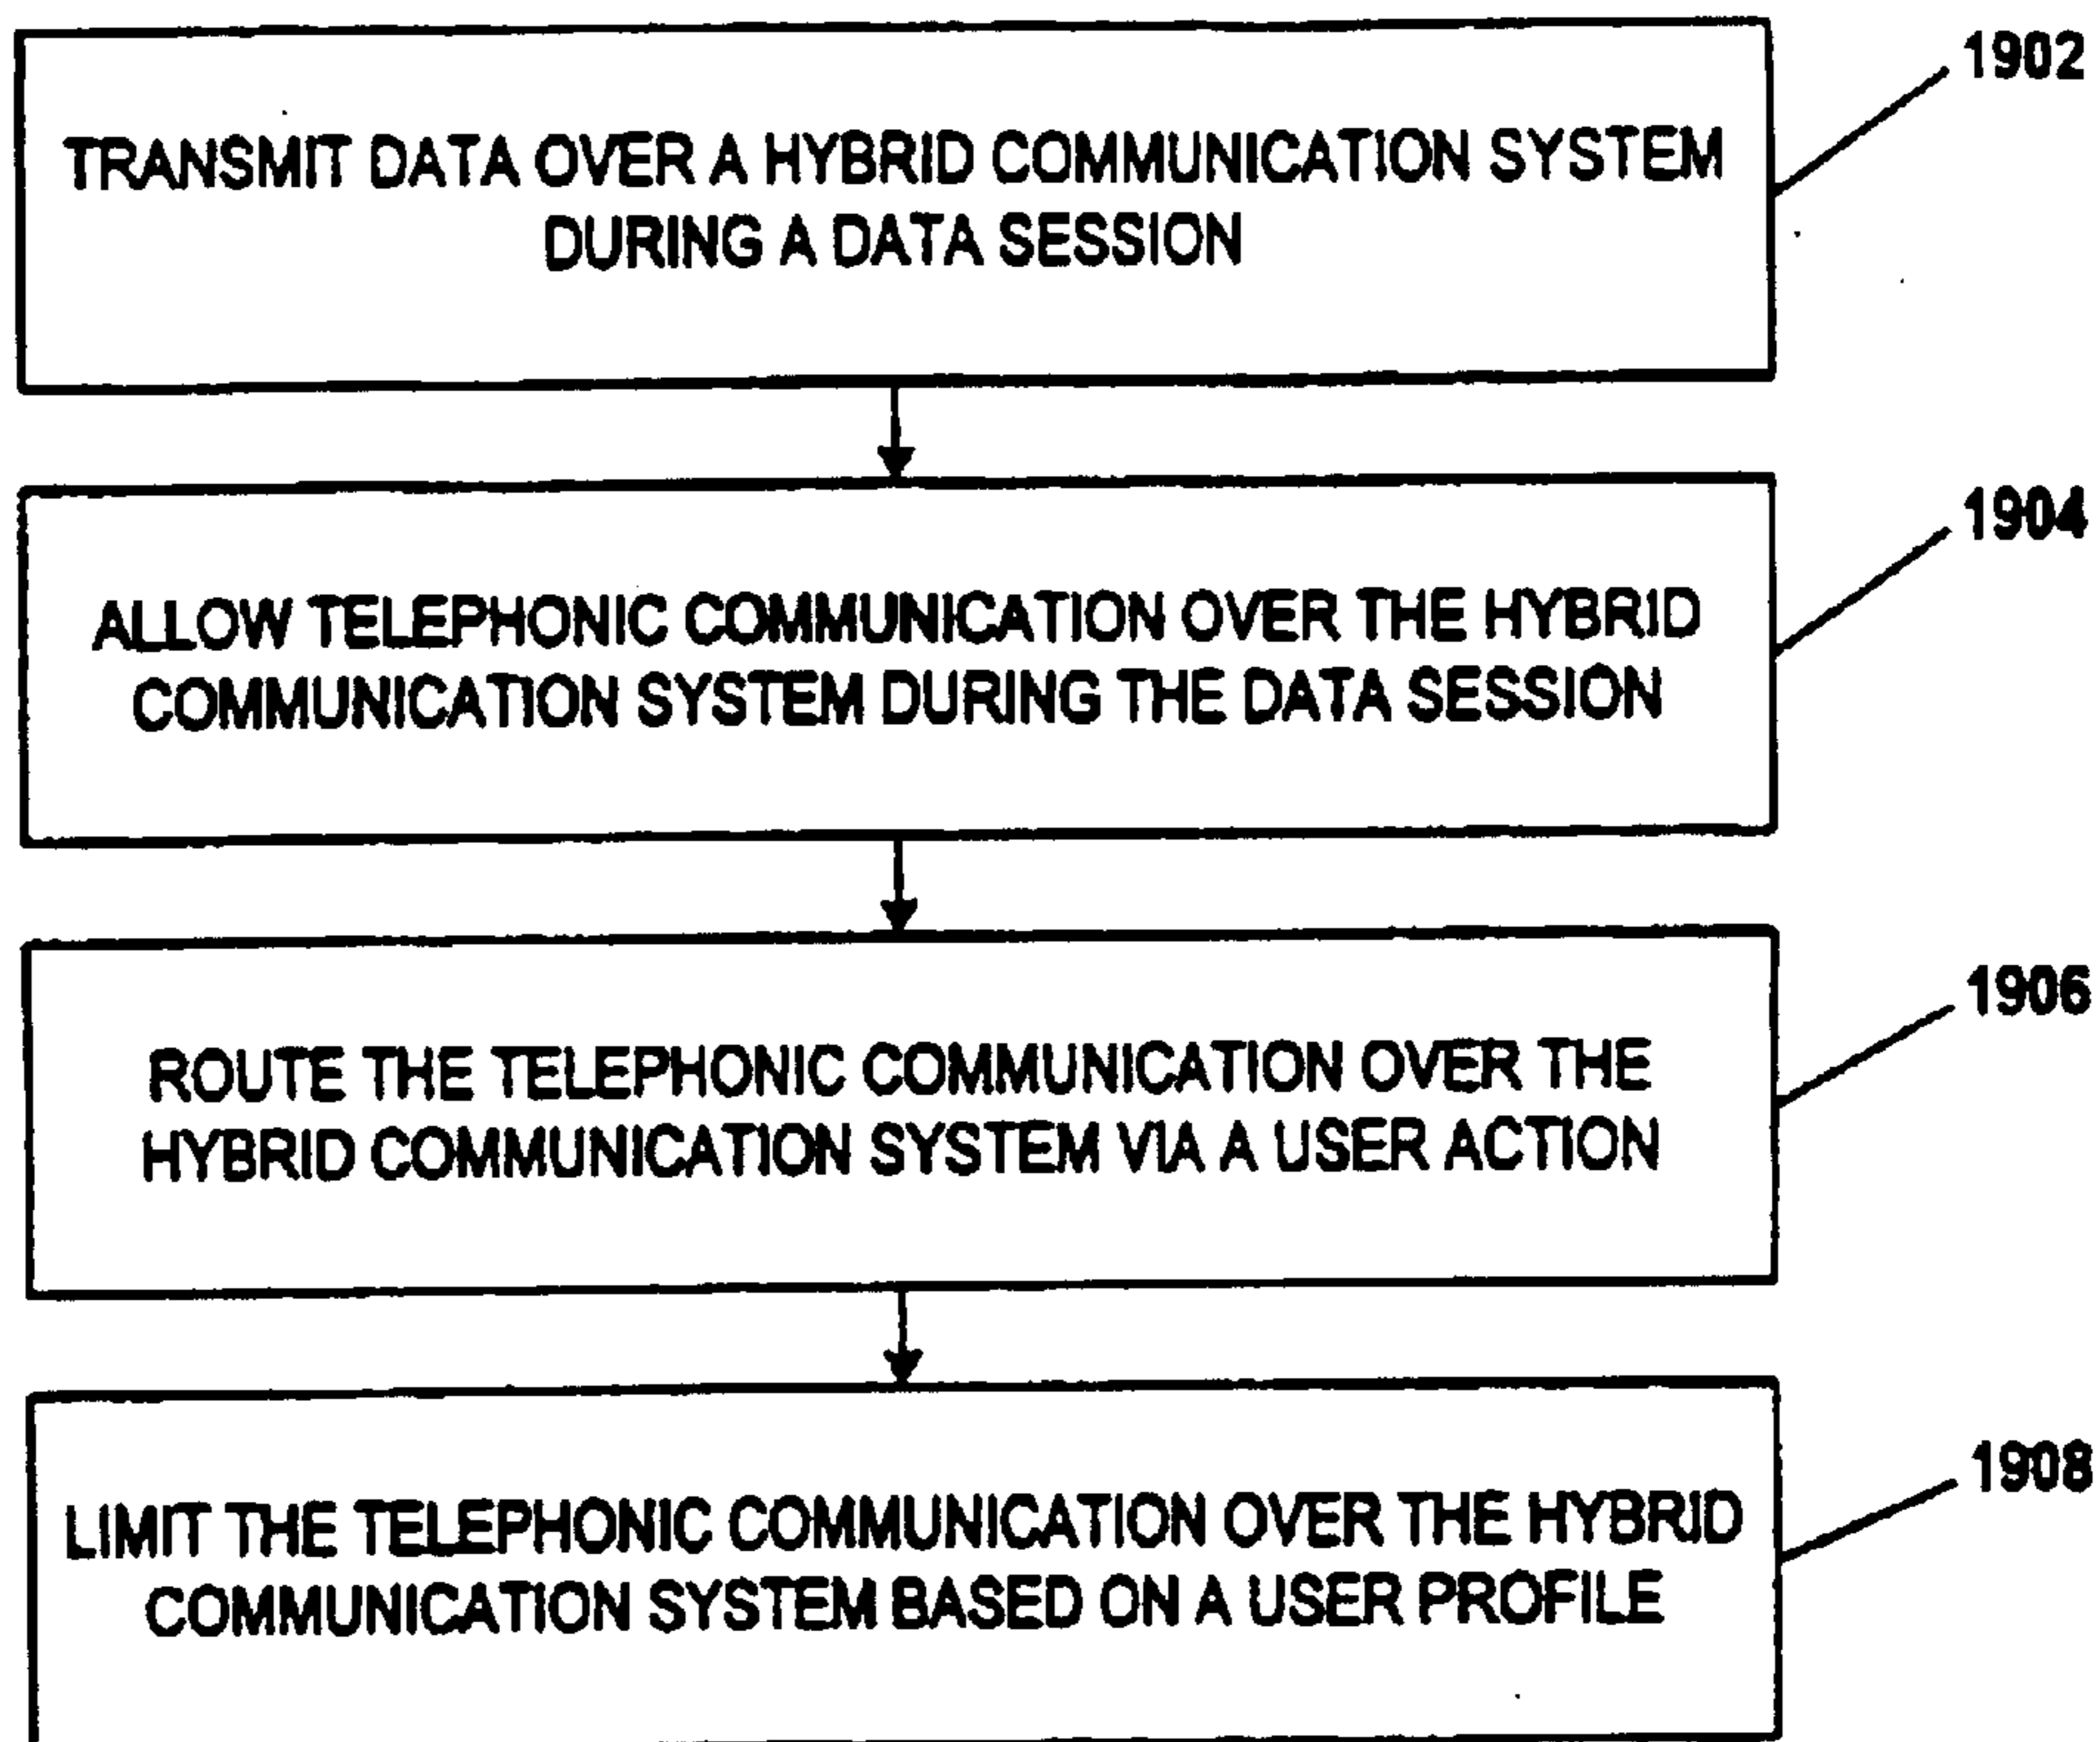 1902
TRANSMIT DATA OVER A HYBRID COMMUNICATION SYSTEM
DURING A DATA SESSION
1904
ALLOW TELEPHONIC COMMUNICATION OVER THE HYBRID
COMMUNICATION SYSTEM DURING THE DATA SESSION
1906
ROUTE THE TELEPHONIC COMMUNICATION OVER THE
HYBRID COMMUNICATION SYSTEM VIA A USER ACTION
1908
LIMIT THE TELEPHONIC COMMUNICATION OVER THE HYBRID
COMMUNICATION SYSTEM BASED ON A USER PROFILE